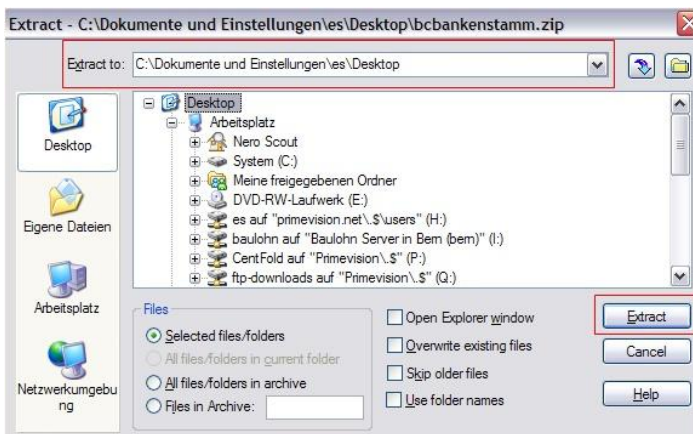 Extract - C:\Dokumente und Einstellungen\es\Desktop\bcbankenstamm.zip
Extract to: C:\Dokumente und Einstellungen\es\Desktop
Desktop
Eigene Dateien
Arbeitsplatz
Netzwerkumgebu
ng
Desktop
Arbeitsplatz
Nero Scout
System (C:)
Meine freigegebenen Ordner
DVD-RW-Laufwerk (E:)
es auf "primevision.net\.$\users" (H:)
baulohn auf "Baulohn Server in Bern (bern)" (I:)
CentFold auf "Primevision\.$" (P:)
ftp-downloads auf "Primevision\.$" (Q:)
Files
Selected files/folders
All files/folders in current folder
All files/folders in archive
Files in Archive:
Open Explorer window
Overwrite existing files
Skip older files
Use folder names
Extract
Cancel
Help